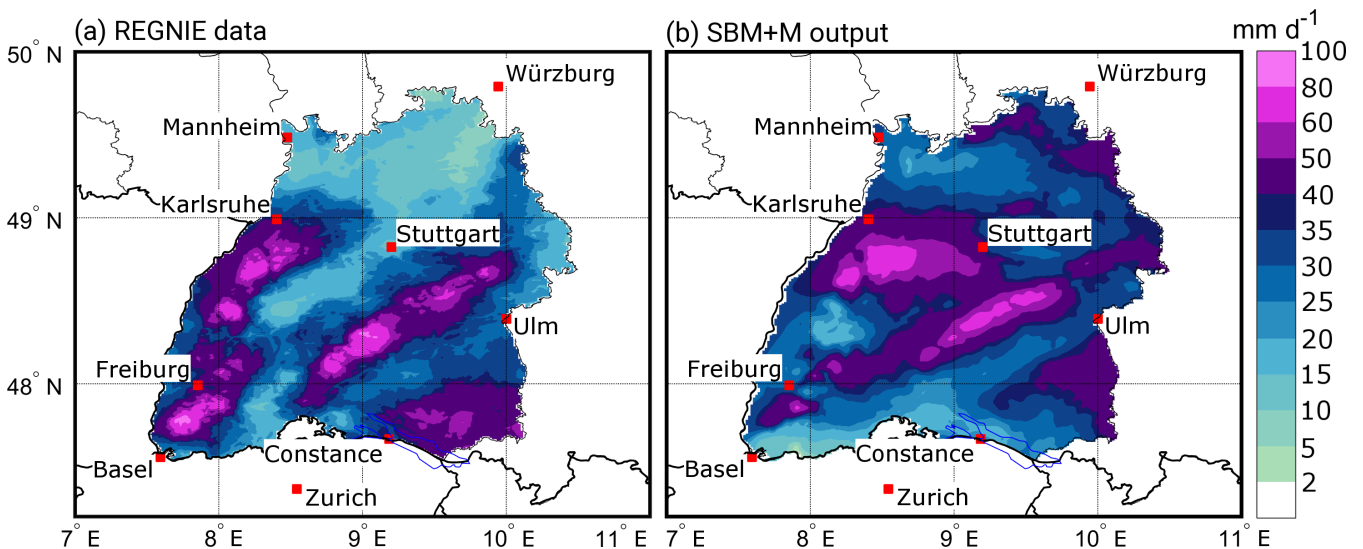 (a) REGNIE data
(b) SBM+M output
mm d⁻¹
50° N
49° N
48° N
Würzburg
Mannheim
Karlsruhe
Stuttgart
Ulm
Freiburg
Constance
Basel
Zurich
7° E
8° E
9° E
10° E
11° E
Würzburg
Mannheim
Karlsruhe
Stuttgart
Ulm
Freiburg
Constance
Basel
Zurich
7° E
8° E
9° E
10° E
11° E
100
80
60
50
40
35
30
25
20
15
10
5
2